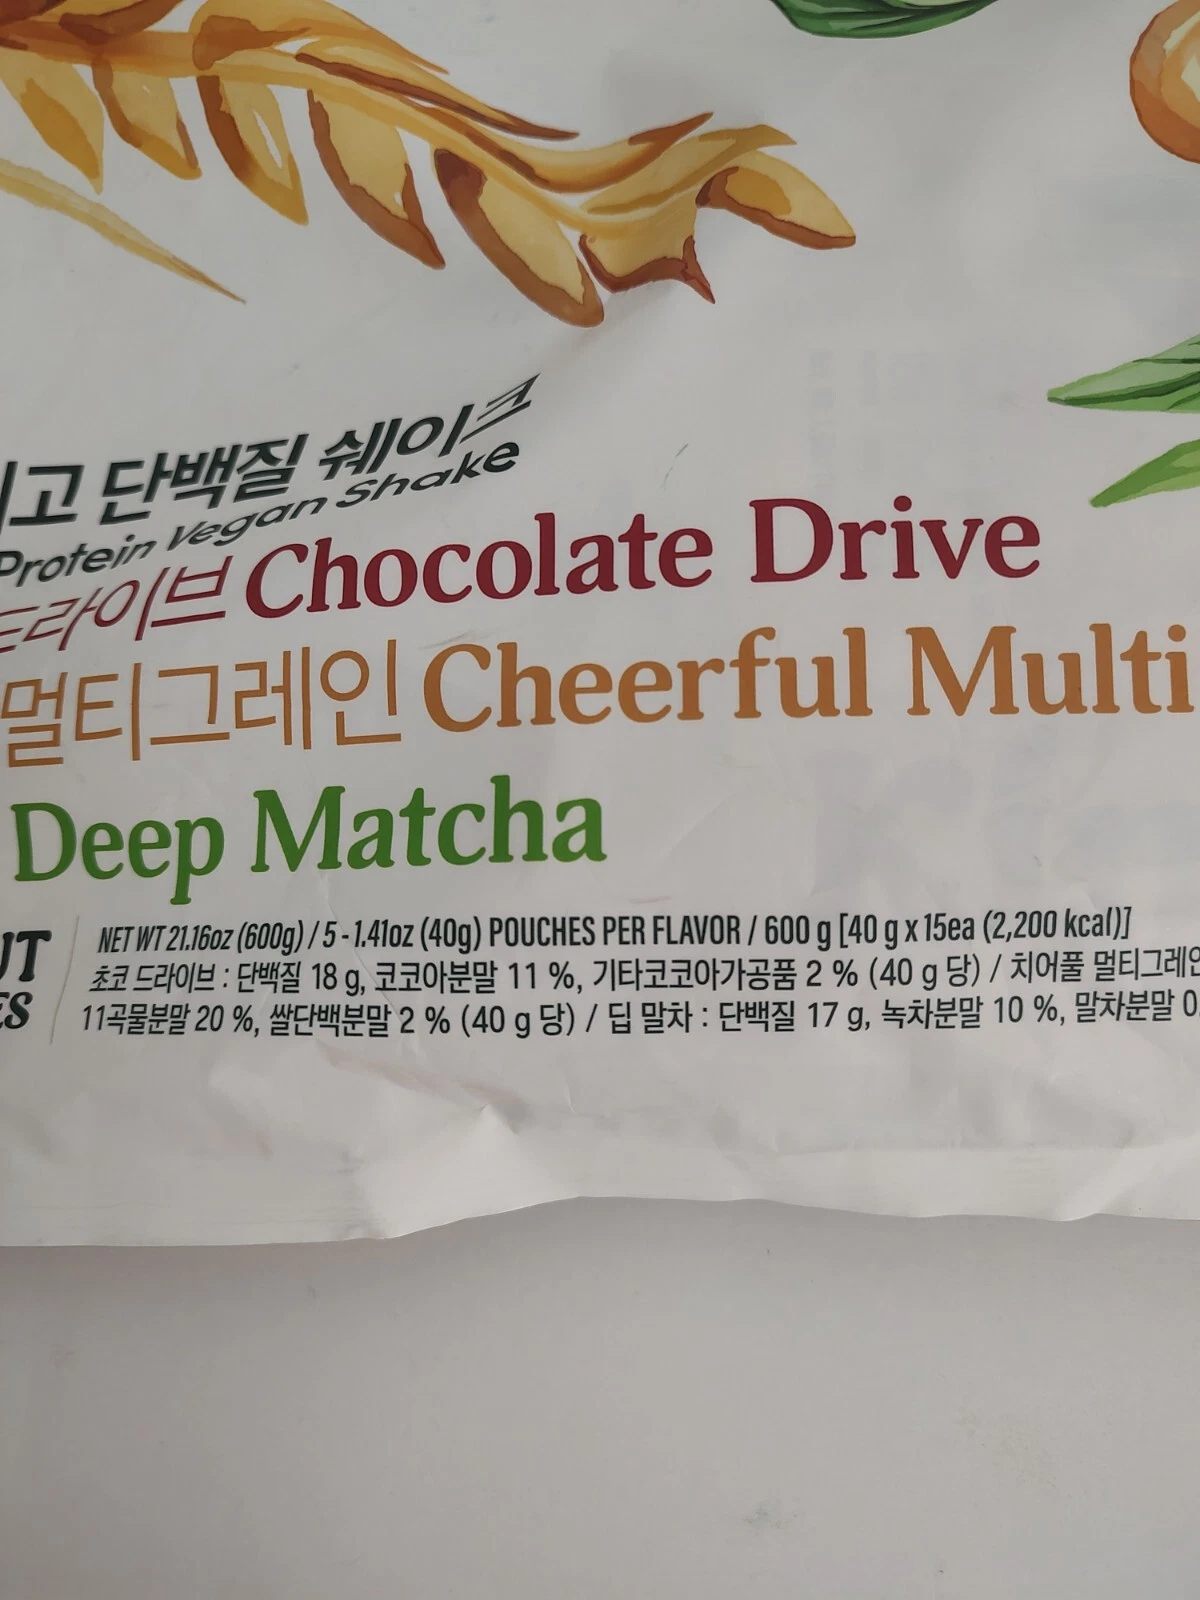 고 단백질 쉐이크
Protein Vegan Shake
드라이브 Chocolate Drive
멀티그레인 Cheerful Multi
Deep Matcha
NET WT 21.16oz (600g) / 5 - 1.41oz (40g) POUCHES PER FLAVOR / 600 g [40 g x 15ea (2,200 kcal)]
초코 드라이브 : 단백질 18 g, 코코아분말 11 %, 기타코코아가공품 2 % (40 g 당) / 치어풀 멀티그레인
11곡물분말 20 %, 쌀단백분말 2 % (40 g 당) / 딥 말차 : 단백질 17 g, 녹차분말 10 %, 말차분말 0